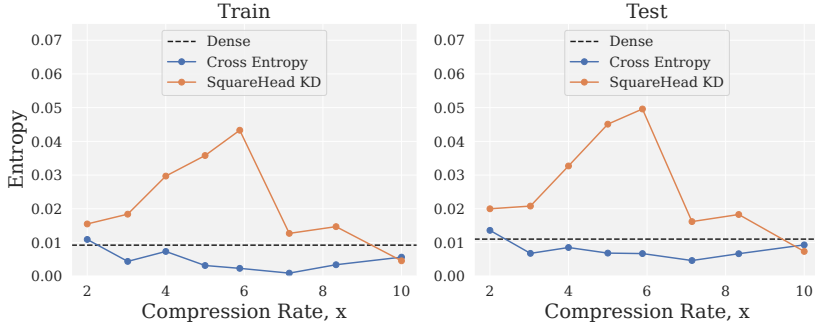 Train
Test
Entropy
0.07
0.06
0.05
0.04
0.03
0.02
0.01
0.00
Dense
Cross Entropy
SquareHead KD
2 4 6 8 10
Compression Rate, x
0.07
0.06
0.05
0.04
0.03
0.02
0.01
0.00
Dense
Cross Entropy
SquareHead KD
2 4 6 8 10
Compression Rate, x